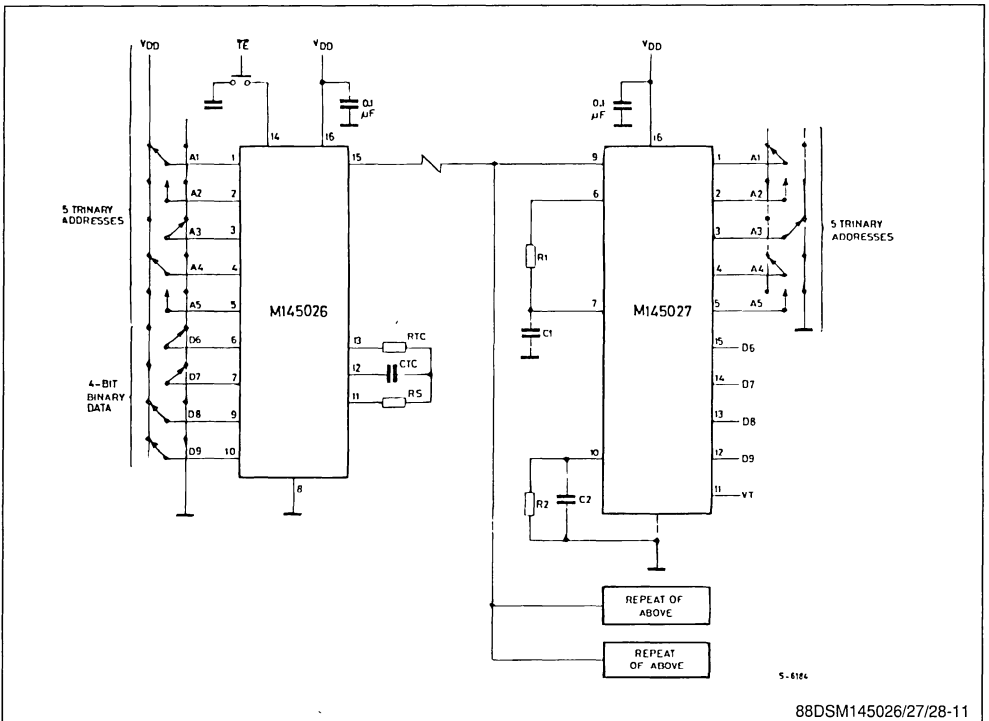 VDD
TE
VDD
0.1
µF
14
16
5 TRINARY
ADDRESSES
A1 1
A2 2
A3 3
A4 4
A5 5
4-BIT
BINARY
DATA
D6 6
D7 7
D8 9
D9 10
M145026
15
13 RTC
12 CTC
11 RS
8
VDD
0.1
µF
16
9
6
R1
7
C1
10
R2
C2
M145027
1 A1
2 A2
3 A3
4 A4
5 A5
5 TRINARY
ADDRESSES
15 D6
14 D7
13 D8
12 D9
11 VT
REPEAT OF
ABOVE
REPEAT
OF ABOVE
S-6184
88DSM145026/27/28-11